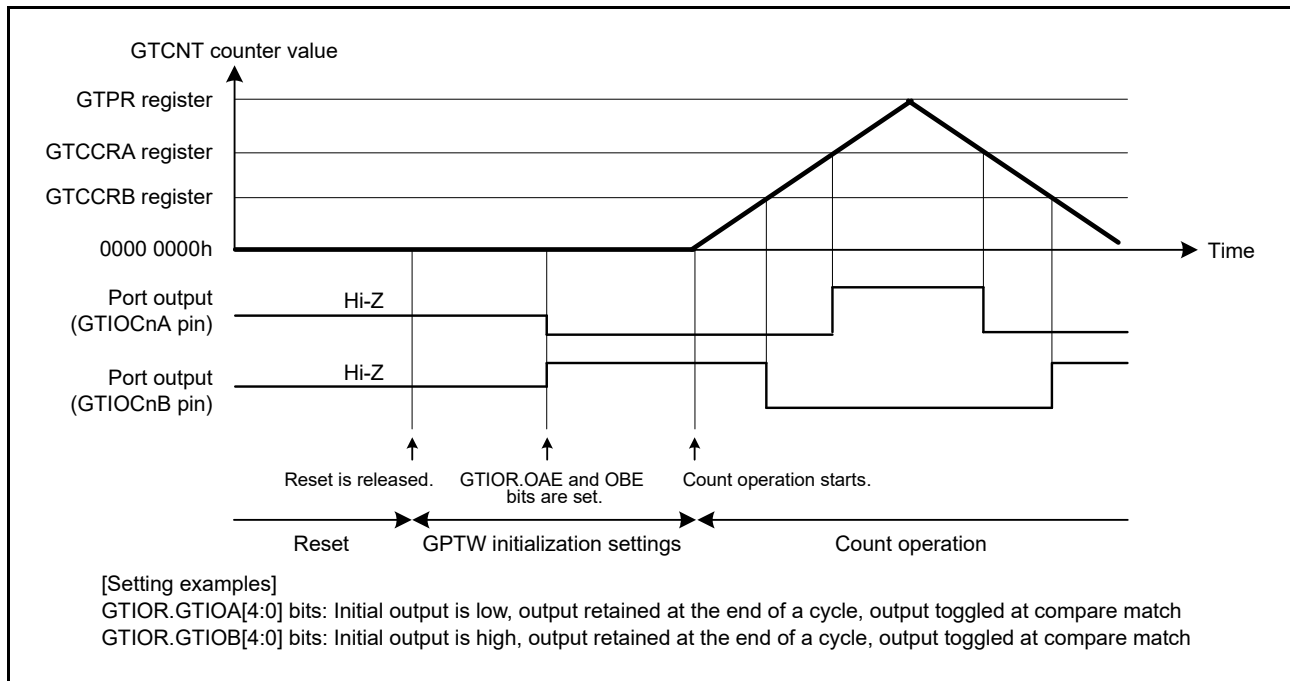 GTCNT counter value
GTPR register
GTCCRA register
GTCCRB register
0000 0000h
Time
Port output
(GTIOCnA pin)
Hi-Z
Port output
(GTIOCnB pin)
Hi-Z
Reset is released.
GTIOR.OAE and OBE
bits are set.
Count operation starts.
Reset
GPTW initialization settings
Count operation
[Setting examples]
GTIOR.GTIOA[4:0] bits: Initial output is low, output retained at the end of a cycle, output toggled at compare match
GTIOR.GTIOB[4:0] bits: Initial output is high, output retained at the end of a cycle, output toggled at compare match